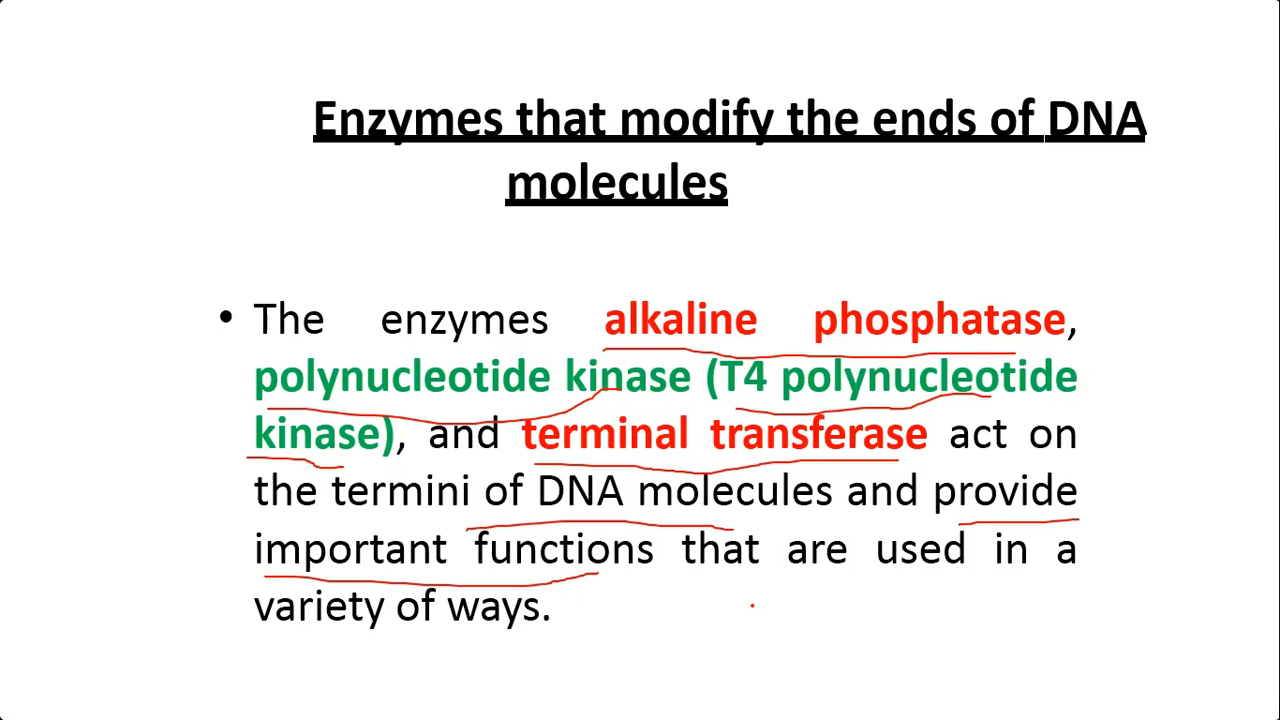 Enzymes that modify the ends of DNA
molecules
• The enzymes alkaline phosphatase,
polynucleotide kinase (T4 polynucleotide
kinase), and terminal transferase act on
the termini of DNA molecules and provide
important functions that are used in a
variety of ways.